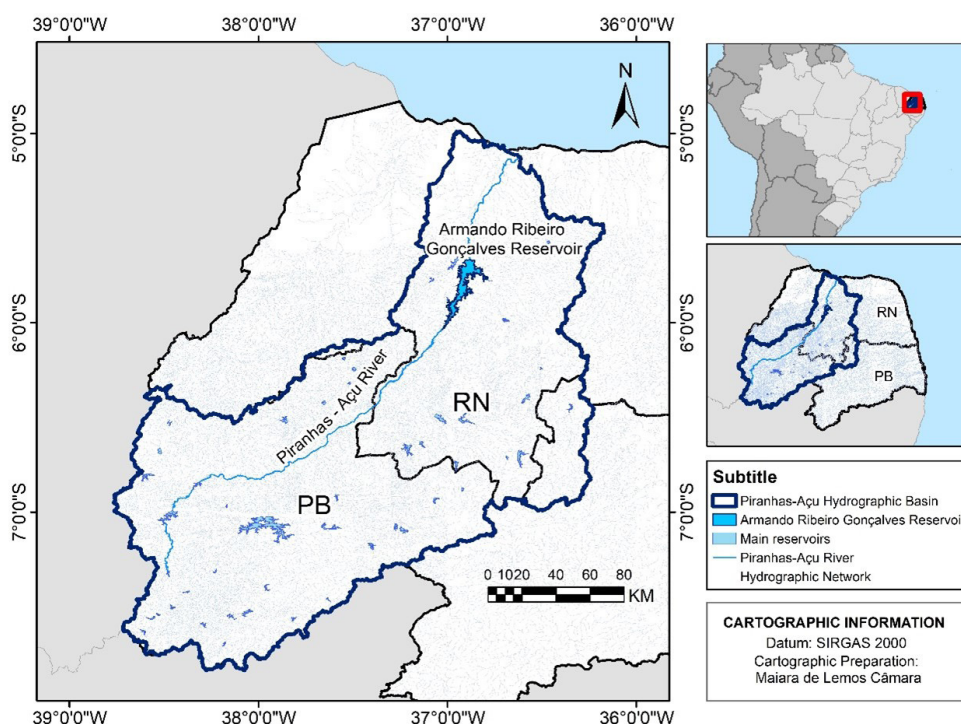 39°0'0"W
38°0'0"W
37°0'0"W
36°0'0"W
5°0'0"S
6°0'0"S
7°0'0"S
N
Armando Ribeiro
Gonçalves Reservoir
Piranhas - Açu River
RN
PB
0 1020 40 60 80
KM
5°0'0"S
6°0'0"S
7°0'0"S
39°0'0"W
38°0'0"W
37°0'0"W
36°0'0"W
RN
PB
Subtitle
Piranhas-Açu Hydrographic Basin
Armando Ribeiro Gonçalves Reservoi
Main reservoirs
Piranhas-Açu River
Hydrographic Network
CARTOGRAPHIC INFORMATION
Datum: SIRGAS 2000
Cartographic Preparation:
Maiara de Lemos Câmara